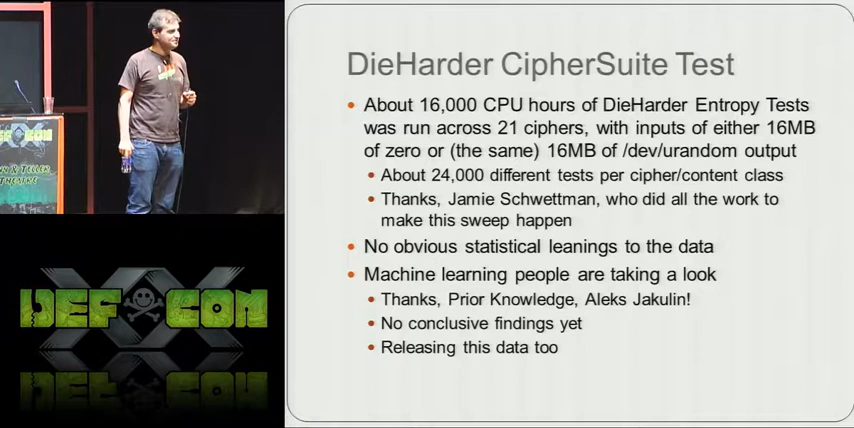 DieHarder CipherSuite Test
About 16,000 CPU hours of DieHarder Entropy Tests
was run across 21 ciphers, with inputs of either 16MB
of zero or (the same) 16MB of /dev/urandom output
About 24,000 different tests per cipher/content class
Thanks, Jamie Schwettman, who did all the work to
make this sweep happen
No obvious statistical leanings to the data
Machine learning people are taking a look
Thanks, Prior Knowledge, Aleks Jakulin!
No conclusive findings yet
Releasing this data too
DEF CON
XX
DEF CON